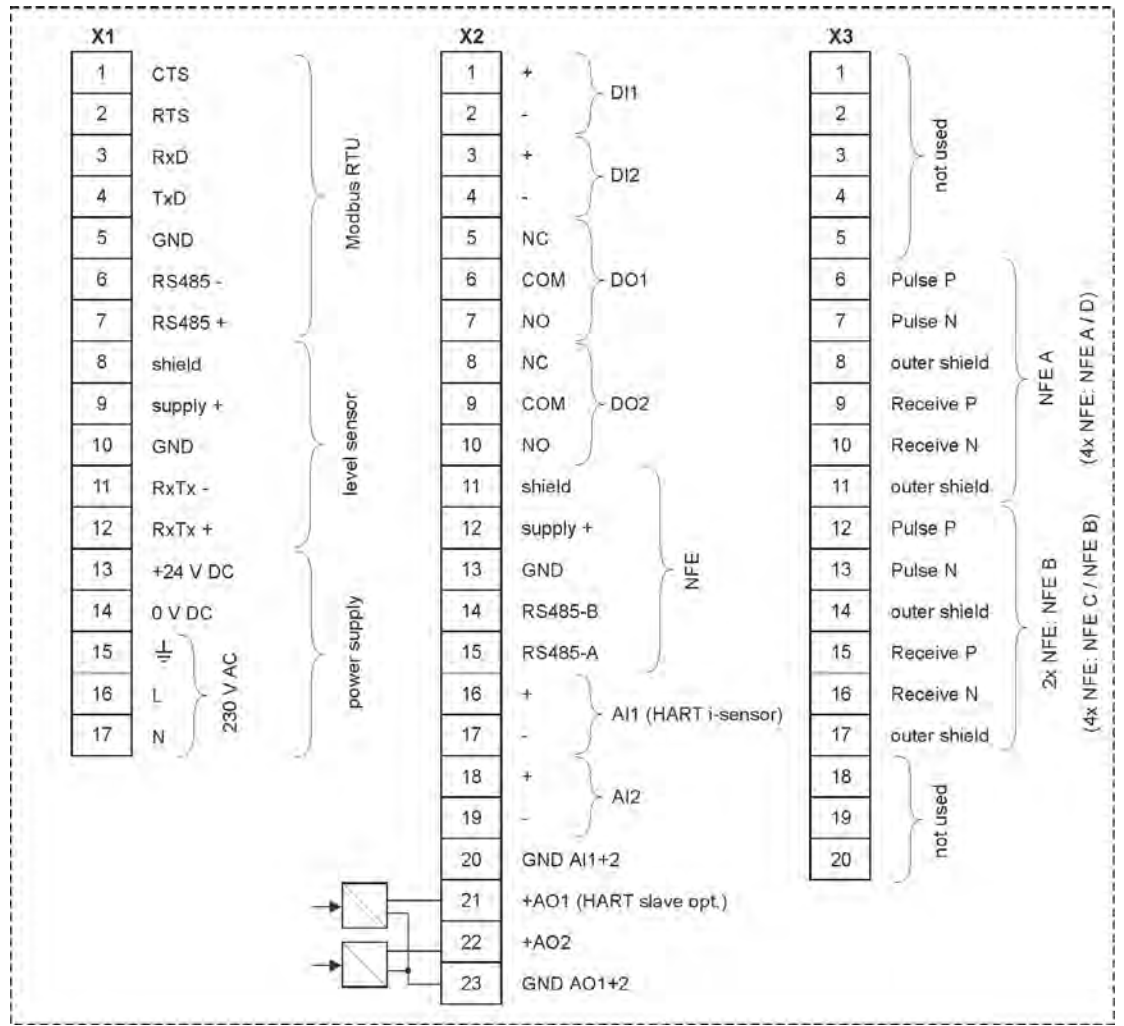 X1
1 CTS
2 RTS
3 RxD
4 TxD
5 GND
6 RS485 -
7 RS485 +
Modbus RTU
8 shield
9 supply +
10 GND
11 RxTx -
12 RxTx +
level sensor
13 +24 V DC
14 0 V DC
15
16 L
17 N
230 V AC
power supply
X2
1 +
2 -
DI1
3 +
4 -
DI2
5 NC
6 COM
7 NO
DO1
8 NC
9 COM
10 NO
DO2
11 shield
12 supply +
13 GND
14 RS485-B
15 RS485-A
NFE
16 +
17 -
AI1 (HART i-sensor)
18 +
19 -
AI2
20 GND AI1+2
21 +AO1 (HART slave opt.)
22 +AO2
23 GND AO1+2
X3
1
2
3
4
5
not used
6 Pulse P
7 Pulse N
8 outer shield
9 Receive P
10 Receive N
11 outer shield
NFE A
(4x NFE: NFE A / D)
12 Pulse P
13 Pulse N
14 outer shield
15 Receive P
16 Receive N
17 outer shield
2x NFE: NFE B
(4x NFE: NFE C / NFE B)
18
19
20
not used